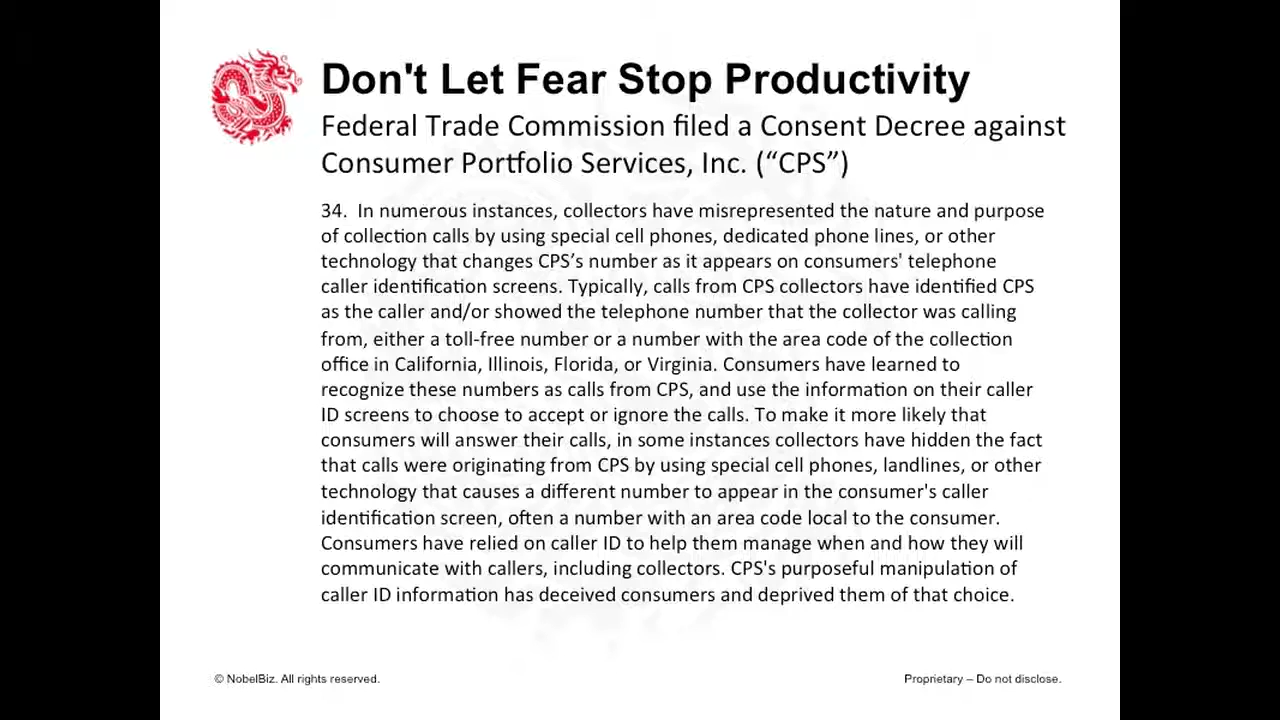 Don't Let Fear Stop Productivity
Federal Trade Commission filed a Consent Decree against
Consumer Portfolio Services, Inc. (“CPS”)
34.  In numerous instances, collectors have misrepresented the nature and purpose
of collection calls by using special cell phones, dedicated phone lines, or other
technology that changes CPS’s number as it appears on consumers' telephone
caller identification screens. Typically, calls from CPS collectors have identified CPS
as the caller and/or showed the telephone number that the collector was calling
from, either a toll-free number or a number with the area code of the collection
office in California, Illinois, Florida, or Virginia. Consumers have learned to
recognize these numbers as calls from CPS, and use the information on their caller
ID screens to choose to accept or ignore the calls. To make it more likely that
consumers will answer their calls, in some instances collectors have hidden the fact
that calls were originating from CPS by using special cell phones, landlines, or other
technology that causes a different number to appear in the consumer's caller
identification screen, often a number with an area code local to the consumer.
Consumers have relied on caller ID to help them manage when and how they will
communicate with callers, including collectors. CPS's purposeful manipulation of
caller ID information has deceived consumers and deprived them of that choice.
© NobelBiz. All rights reserved.
Proprietary – Do not disclose.